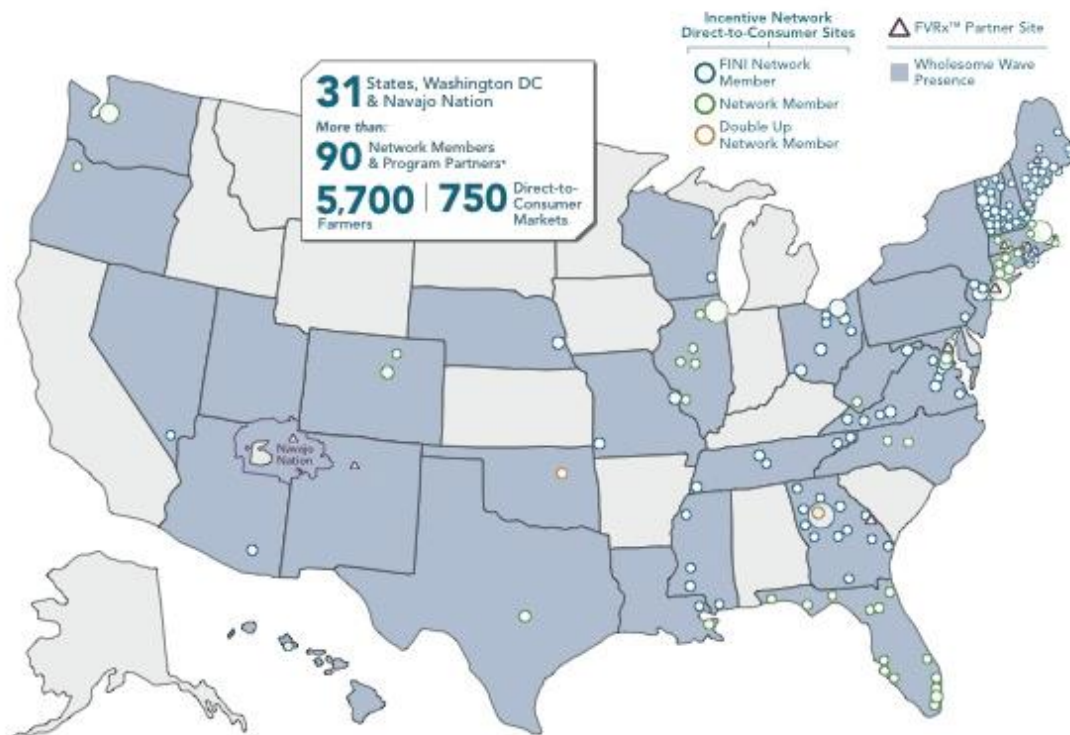 Incentive Network
Direct-to-Consumer Sites
FINI Network
Member
Network Member
Double Up
Network Member
FVRx™ Partner Site
Wholesome Wave
Presence
31 States, Washington DC
& Navajo Nation
More than:
90 Network Members
& Program Partners*
5,700 Farmers | 750 Direct-to-
Consumer
Markets
Navajo
Nation